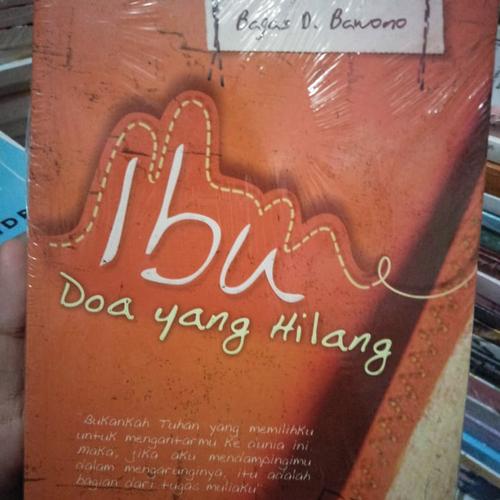 Bagas D. Bawono
Ibu
Doa yang Hilang
"Bukankah Tuhan yang memilihku
untuk mengantarmu ke dunia ini
maka, jika aku mendampingimu
dalam mengarunginya, itu adalah
bagian dari tugas muliaku"